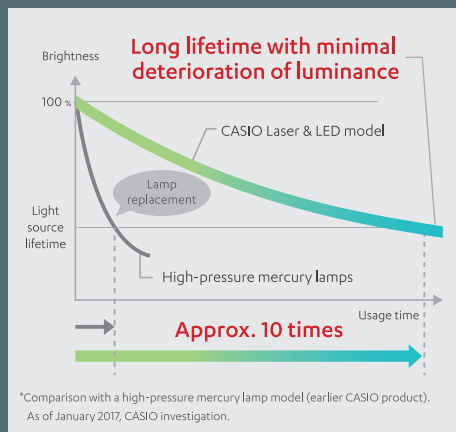 Long lifetime with minimal
deterioration of luminance
Brightness
100 %
CASIO Laser & LED model
Lamp
replacement
Light
source
lifetime
High-pressure mercury lamps
Usage time
Approx. 10 times
*Comparison with a high-pressure mercury lamp model (earlier CASIO product).
As of January 2017, CASIO investigation.